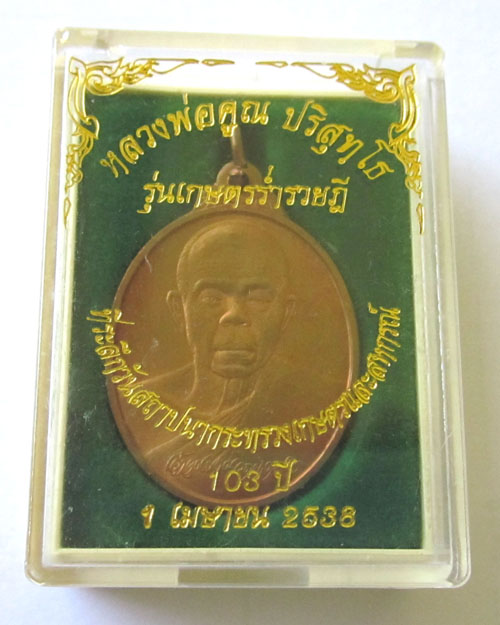 หลวงพ่อคูณ ปริสุทฺโธ
รุ่นเกษตรร่ำรวยฎี
ที่ระลึกวันสถาปนากระทรวงเกษตรและสหกรณ์
103 ปี
1 เมษายน 2538